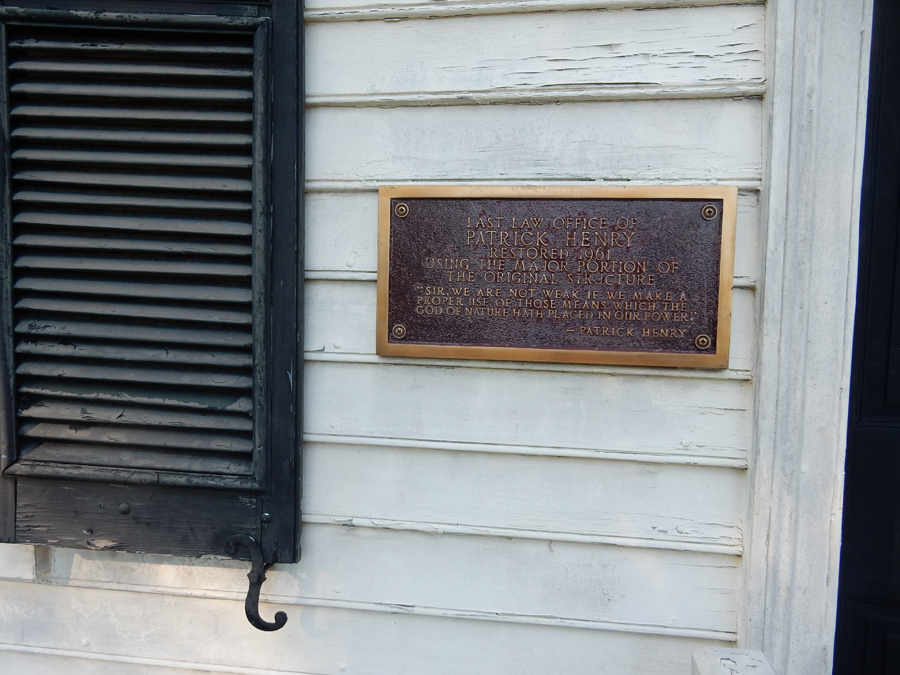 LAST LAW OFFICE OF
PATRICK HENRY
RESTORED 1961
USING THE MAJOR PORTION OF
THE ORIGINAL STRUCTURE
"SIR, WE ARE NOT WEAK IF WE MAKE A
PROPER USE OF THOSE MEANS WHICH THE
GOD OF NATURE HATH PLACED IN OUR POWER."
— PATRICK HENRY